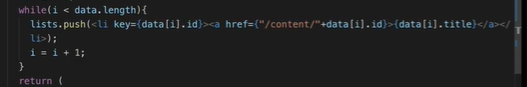 while(i < data.length){
lists.push(<li key={data[i].id}><a href={"/content/"+data[i].id}>{data[i].title}</a></
li>);
i = i + 1;
}
return (